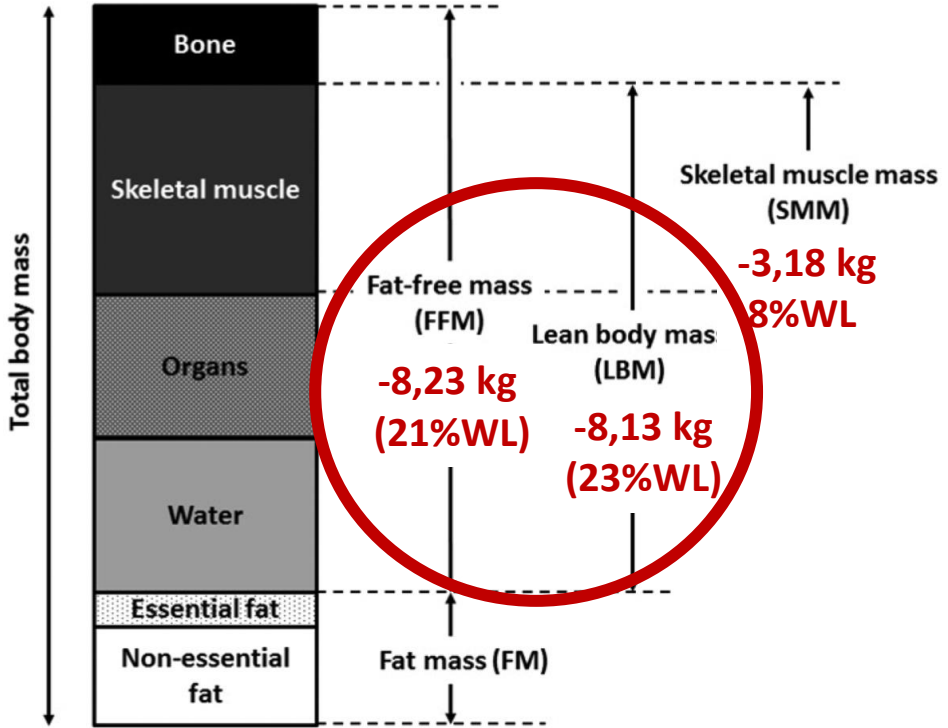 Total body mass
Bone
Skeletal muscle
Organs
Water
Essential fat
Non-essential
fat
Fat-free mass
(FFM)
-8,23 kg
(21%WL)
Fat mass (FM)
Lean body mas
(LBM)
-8,13 kg
(23%WL)
Skeletal muscle mass
(SMM)
-3,18 kg
8%WL